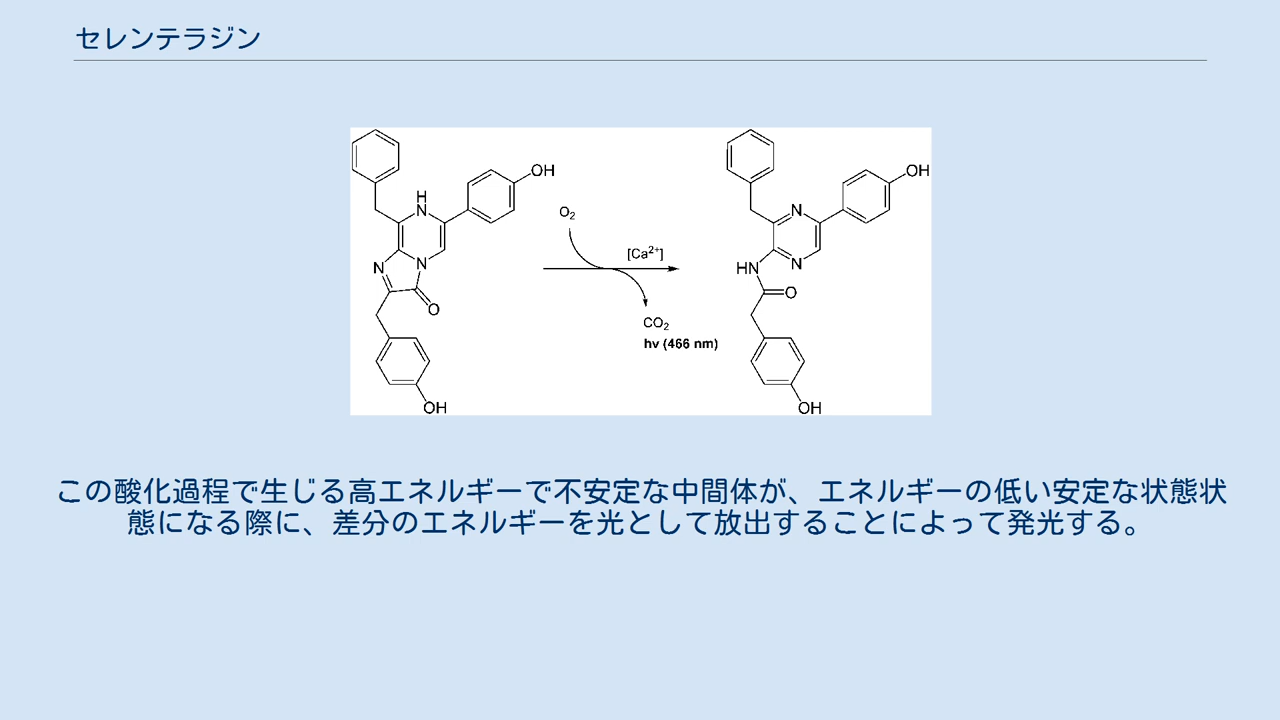 セレンテラジン
OH
H
N
N
N
O
OH
O₂
[Ca²⁺]
CO₂
hv (466 nm)
OH
N
N
HN
O
OH
この酸化過程で生じる高エネルギーで不安定な中間体が、エネルギーの低い安定な状態状
態になる際に、差分のエネルギーを光として放出することによって発光する。